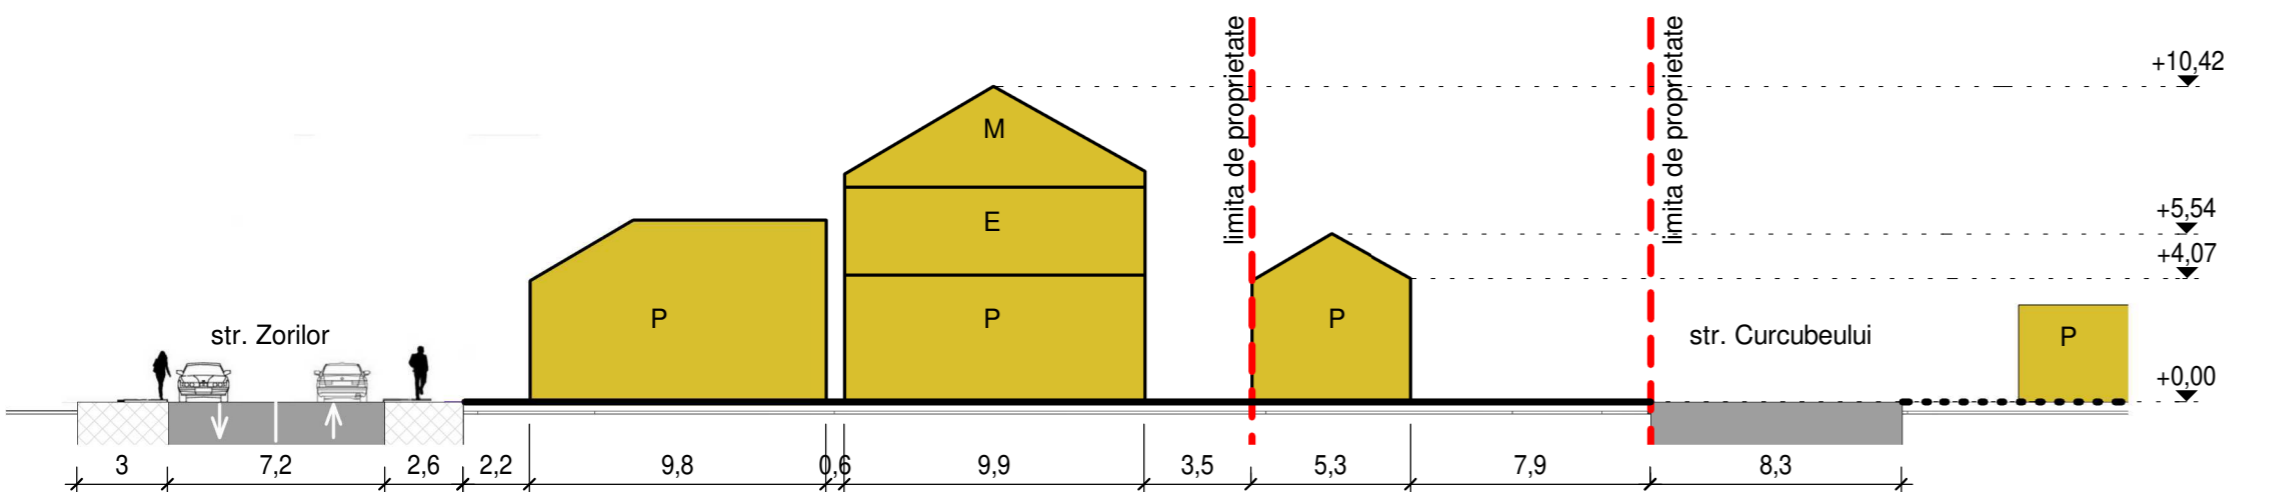 limita de proprietate
limita de proprietate
+10,42
M
+5,54
E
+4,07
P
P
P
str. Zorilor
str. Curcubeului
P
+0,00
3
7,2
2,6
2,2
9,8
0,6
9,9
3,5
5,3
7,9
8,3